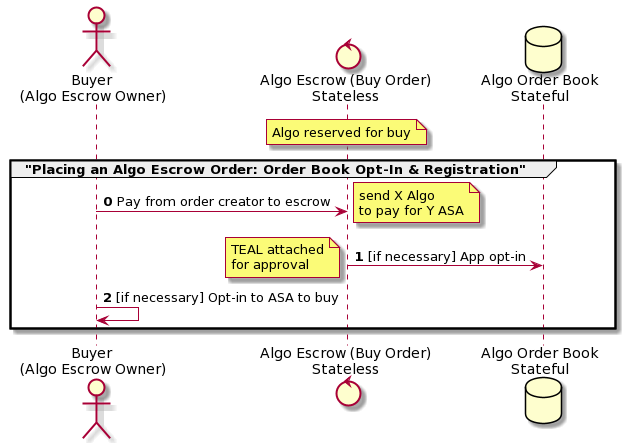 Buyer
(Algo Escrow Owner)
Algo Escrow (Buy Order)
Stateless
Algo Order Book
Stateful
Algo reserved for buy
"Placing an Algo Escrow Order: Order Book Opt-In & Registration"
0 Pay from order creator to escrow
send X Algo
to pay for Y ASA
TEAL attached
for approval
1 [if necessary] App opt-in
2 [if necessary] Opt-in to ASA to buy
Buyer
(Algo Escrow Owner)
Algo Escrow (Buy Order)
Stateless
Algo Order Book
Stateful